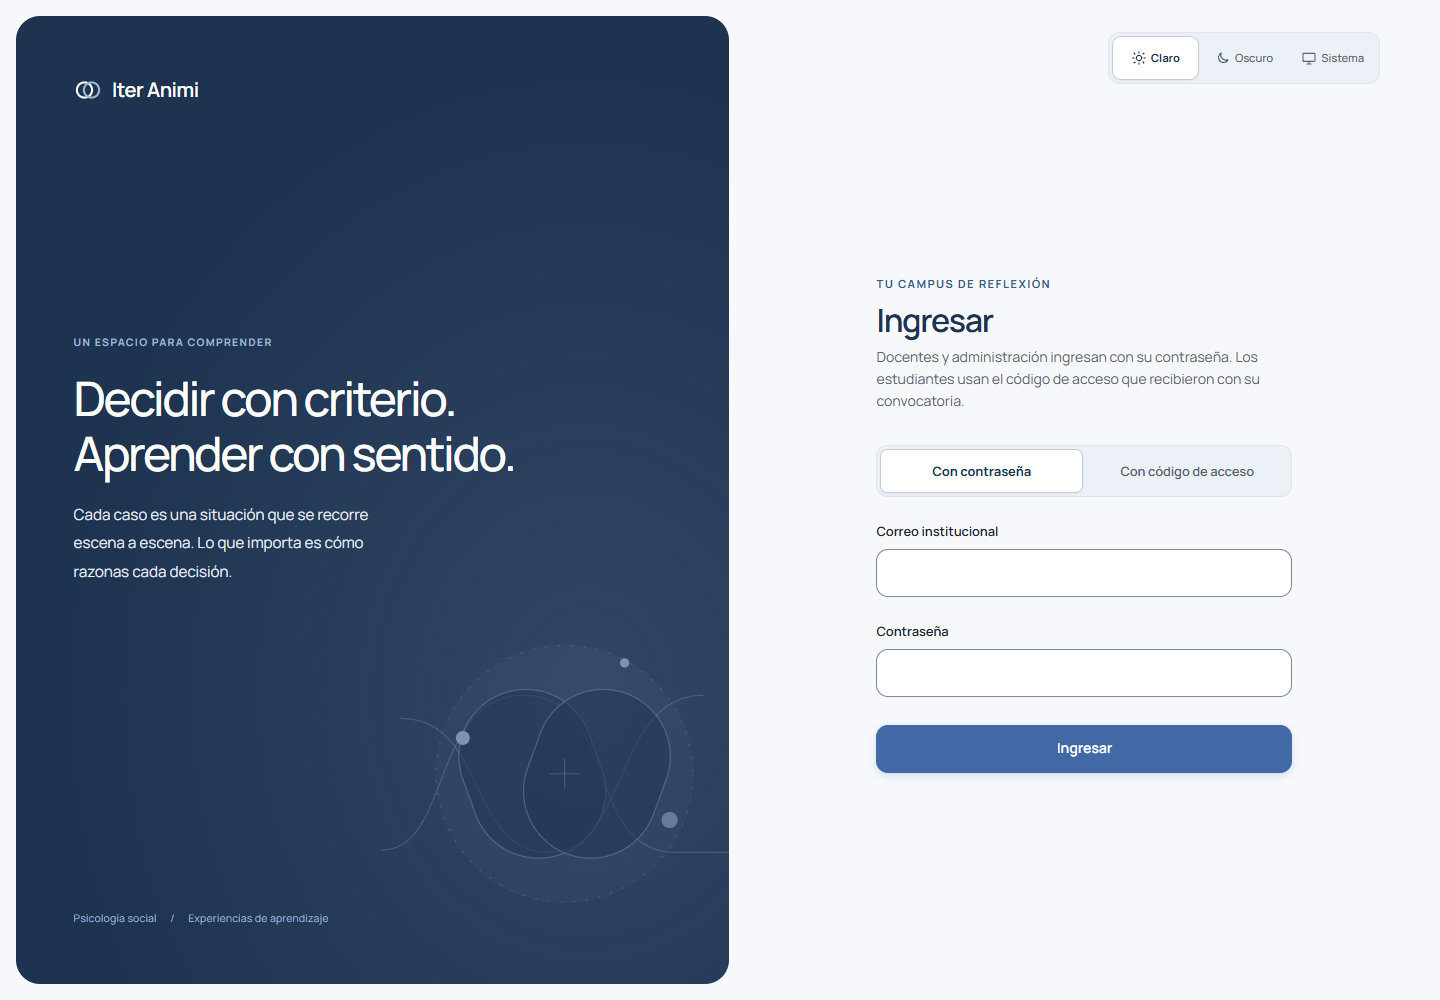 Iter Animi
UN ESPACIO PARA COMPRENDER
Decidir con criterio.
Aprender con sentido.
Cada caso es una situación que se recorre
escena a escena. Lo que importa es cómo
razonas cada decisión.
Psicología social / Experiencias de aprendizaje
Claro Oscuro Sistema
TU CAMPUS DE REFLEXIÓN
Ingresar
Docentes y administración ingresan con su contraseña. Los
estudiantes usan el código de acceso que recibieron con su
convocatoria.
Con contraseña Con código de acceso
Correo institucional
Contraseña
Ingresar